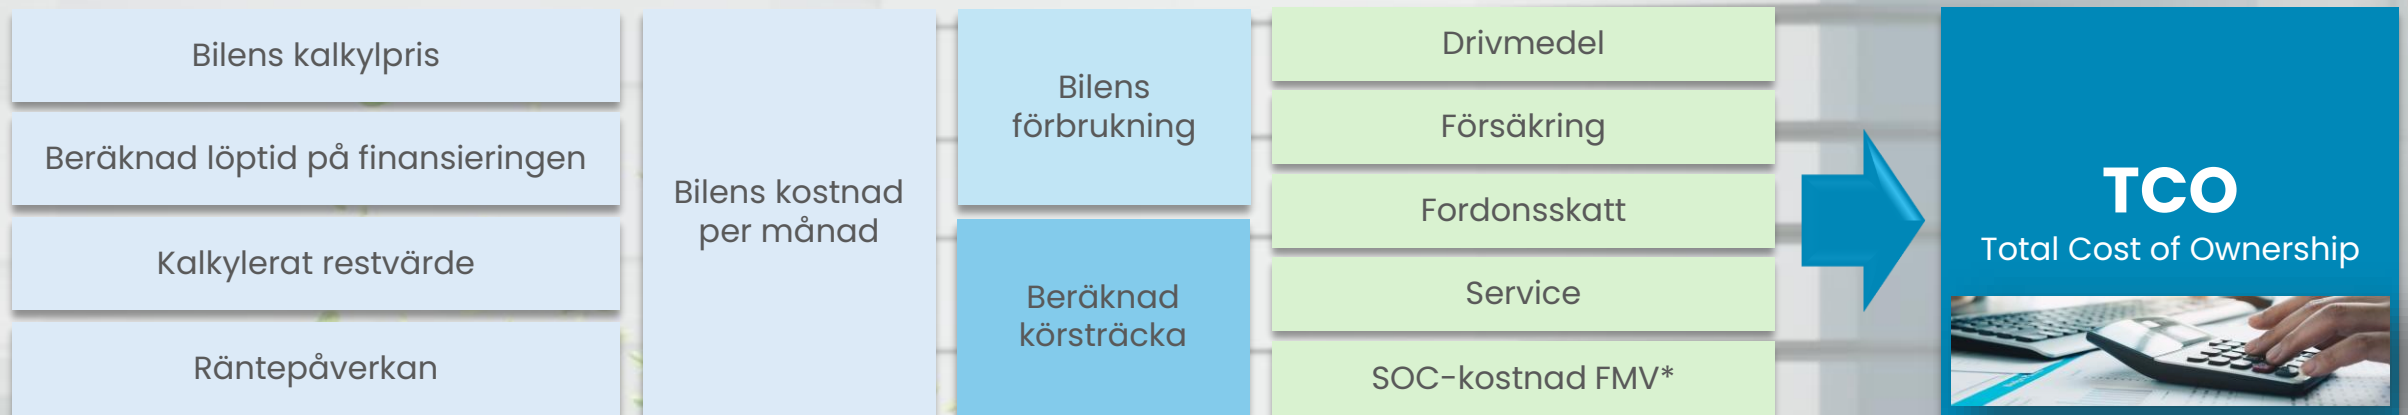 Bilens kalkylpris
Beräknad löptid på finansieringen
Kalkylerat restvärde
Räntepåverkan
Bilens kostnad
per månad
Bilens
förbrukning
Beräknad
körsträcka
Drivmedel
Försäkring
Fordonsskatt
Service
SOC-kostnad FMV*
TCO
Total Cost of Ownership